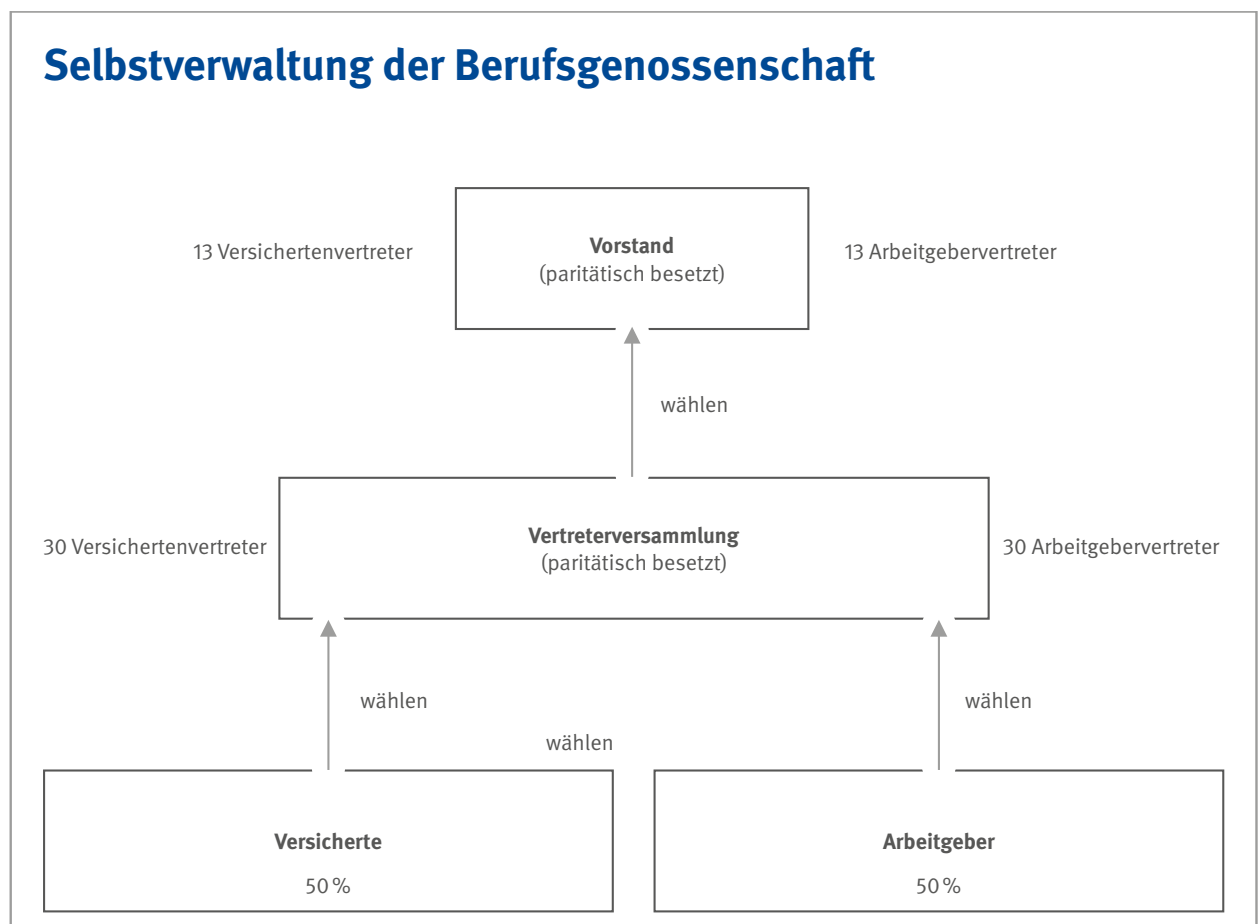 Selbstverwaltung der Berufsgenossenschaft
13 Versichertenvertreter
Vorstand
(paritätisch besetzt)
13 Arbeitgebervertreter
wählen
30 Versichertenvertreter
Vertreterversammlung
(paritätisch besetzt)
30 Arbeitgebervertreter
wählen
wählen
wählen
Versicherte
50 %
Arbeitgeber
50 %